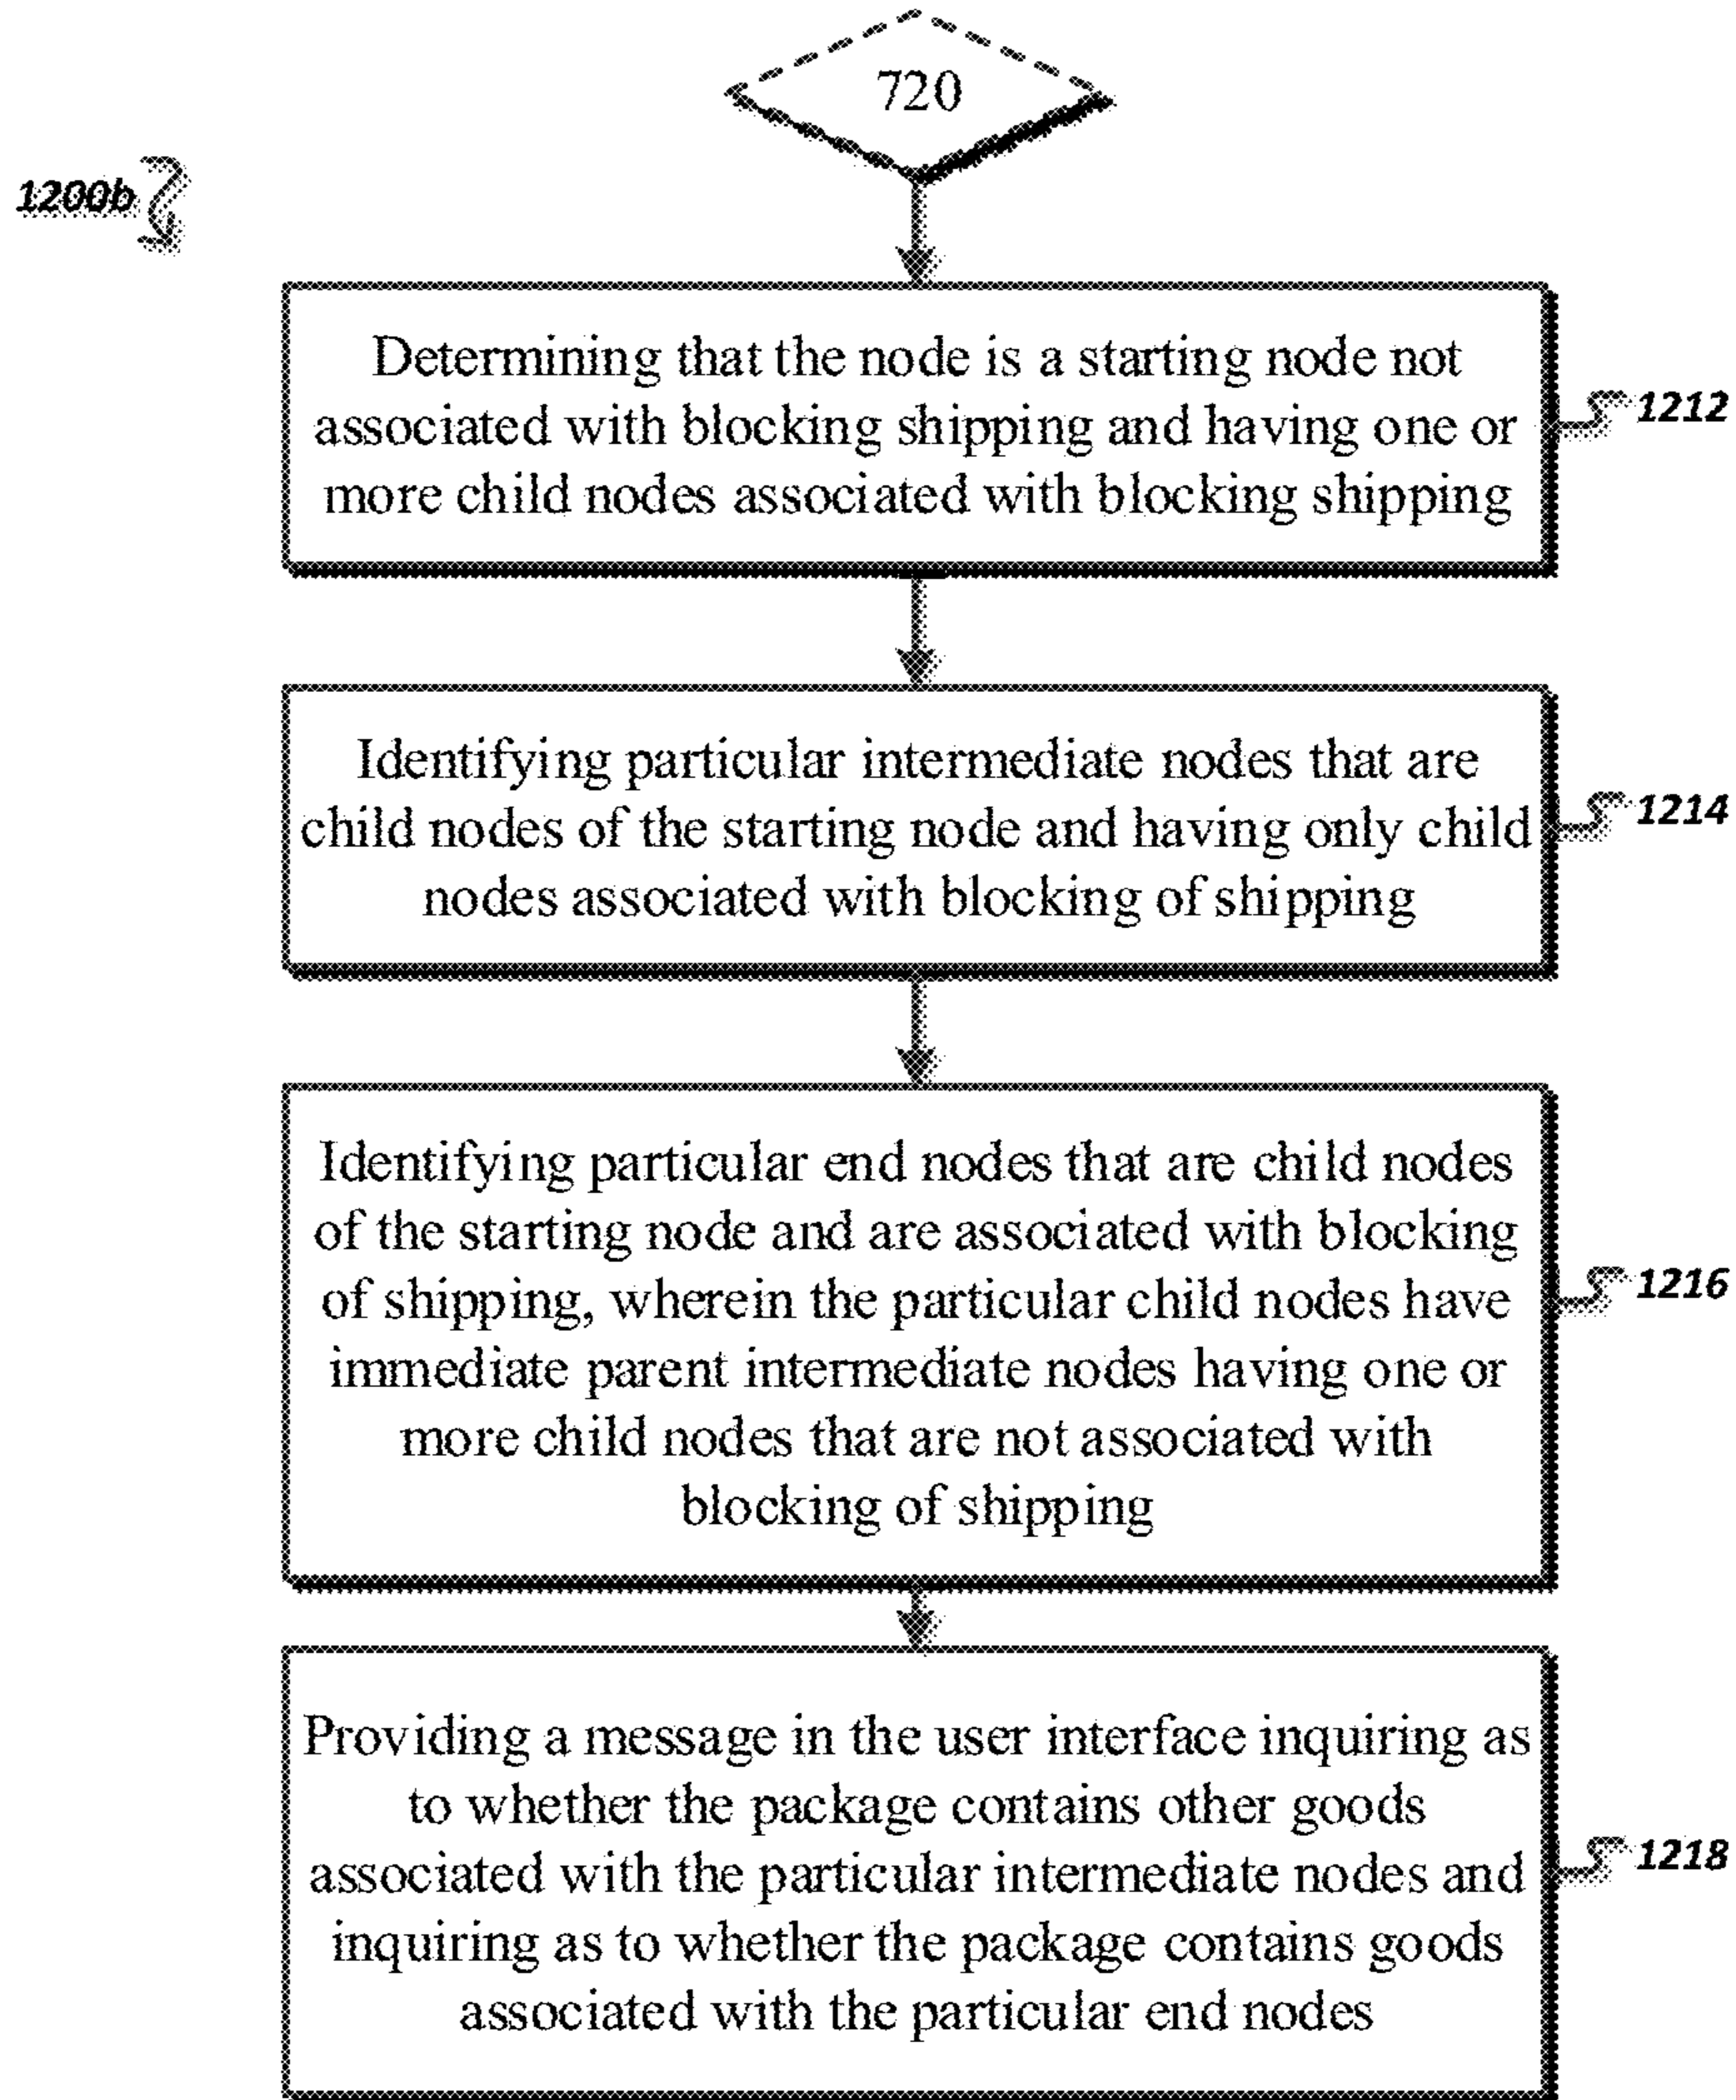 720
1200b
Determining that the node is a starting node not
associated with blocking shipping and having one or
more child nodes associated with blocking shipping
1212
Identifying particular intermediate nodes that are
child nodes of the starting node and having only child
nodes associated with blocking of shipping
1214
Identifying particular end nodes that are child nodes
of the starting node and are associated with blocking
of shipping, wherein the particular child nodes have
immediate parent intermediate nodes having one or
more child nodes that are not associated with
blocking of shipping
1216
Providing a message in the user interface inquiring as
to whether the package contains other goods
associated with the particular intermediate nodes and
inquiring as to whether the package contains goods
associated with the particular end nodes
1218